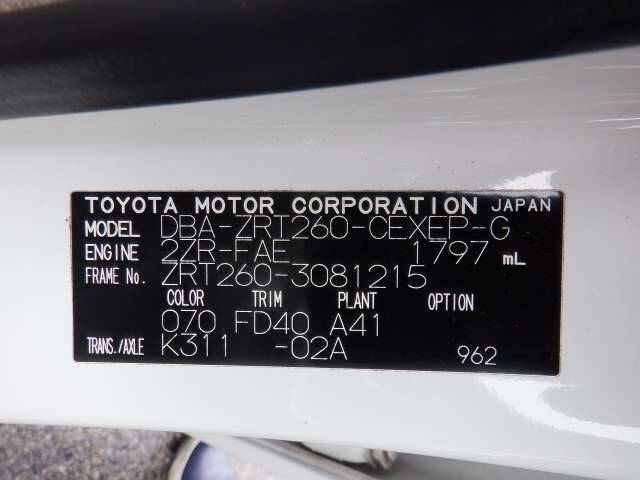 TOYOTA MOTOR CORPORATION JAPAN
MODEL DBA-ZRT260-CEXEP-G
ENGINE 2ZR-FAE 1797 mL
FRAME No. ZRT260-3081215
COLOR TRIM PLANT OPTION
070 FD40 A41
TRANS./AXLE K311 -02A 962